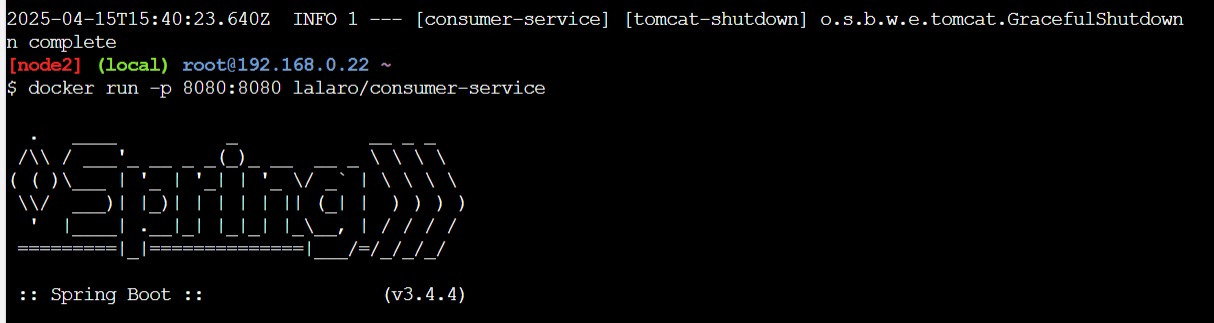 2025-04-15T15:40:23.640Z  INFO 1 --- [consumer-service] [tomcat-shutdown] o.s.b.w.e.tomcat.GracefulShutdown
n complete
[node2] (local) root@192.168.0.22 ~
$ docker run -p 8080:8080 lalaro/consumer-service
  .   ____          _            __ _ _
 /\\ / ___'_ __ _ _(_)_ __  __ _ \ \ \ \
( ( )\___ | '_ | '_| | '_ \/ _` | \ \ \ \
 \\/  ___)| |_)| | | | | || (_| |  ) ) ) )
  '  |____| .__|_| |_|_| |_\__, | / / / /
 =========|_|==============|___/=/_/_/_/
 :: Spring Boot ::                (v3.4.4)